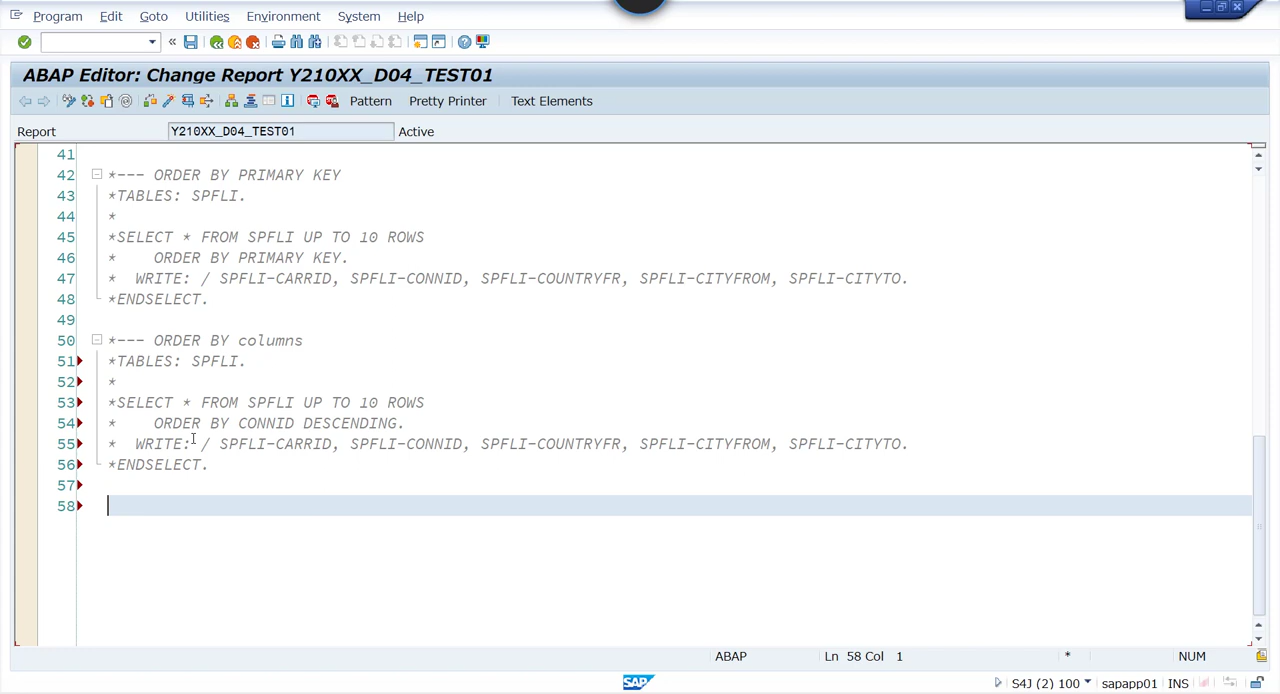 Program Edit Goto Utilities Environment System Help
ABAP Editor: Change Report Y210XX_D04_TEST01
Pattern Pretty Printer Text Elements
Report Y210XX_D04_TEST01 Active
41
42 *--- ORDER BY PRIMARY KEY
43 *TABLES: SPFLI.
44 *
45 *SELECT * FROM SPFLI UP TO 10 ROWS
46 *    ORDER BY PRIMARY KEY.
47 *  WRITE: / SPFLI-CARRID, SPFLI-CONNID, SPFLI-COUNTRYFR, SPFLI-CITYFROM, SPFLI-CITYTO.
48 *ENDSELECT.
49
50 *--- ORDER BY columns
51 *TABLES: SPFLI.
52 *
53 *SELECT * FROM SPFLI UP TO 10 ROWS
54 *    ORDER BY CONNID DESCENDING.
55 *  WRITE: / SPFLI-CARRID, SPFLI-CONNID, SPFLI-COUNTRYFR, SPFLI-CITYFROM, SPFLI-CITYTO.
56 *ENDSELECT.
57
58
ABAP Ln 58 Col 1 * NUM
SAP S4J (2) 100 sapapp01 INS